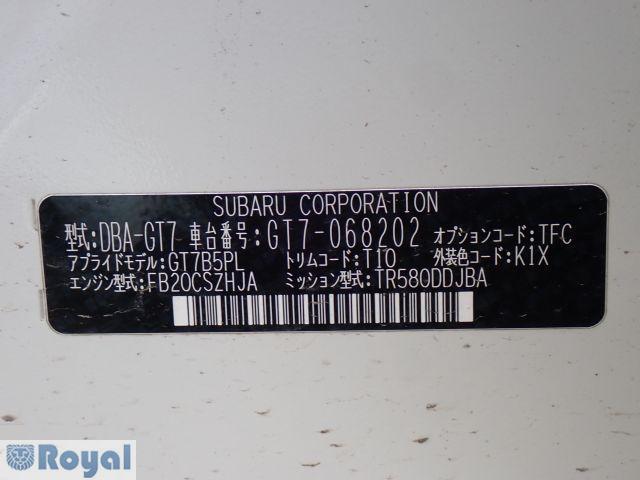 SUBARU CORPORATION
型式:DBA-GT7 車台番号:GT7-068202 オプションコード:TFC
アプライドモデル:GT7B5PL トリムコード:T10 外装色コード:K1X
エンジン型式:FB20CSZHJA ミッション型式:TR580DDJBA
Royal